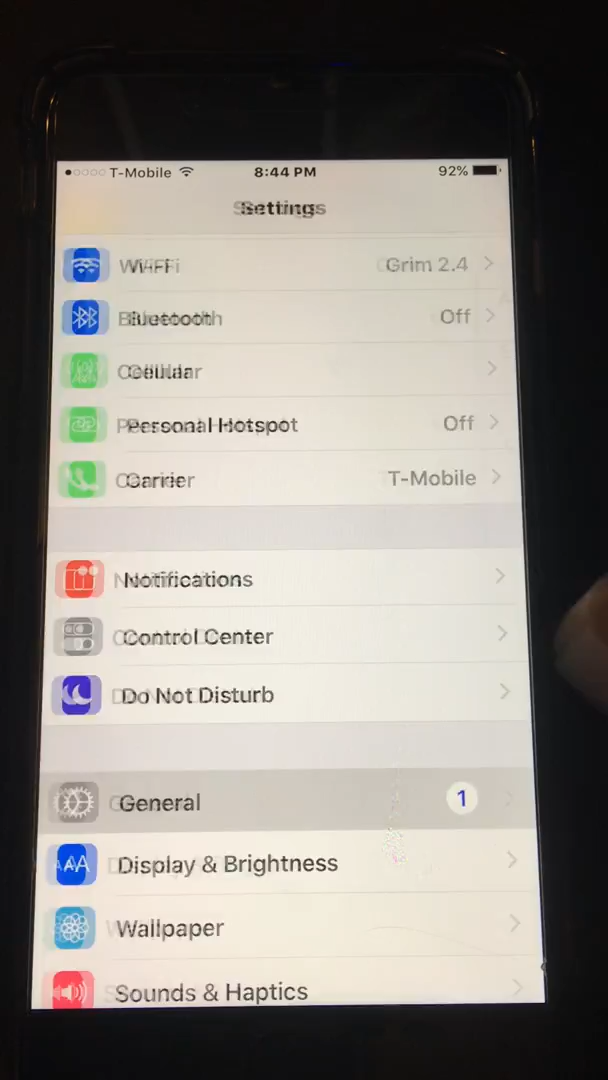 T-Mobile 8:44 PM 92%
Settings
Wi-Fi Grim 2.4
Bluetooth Off
Cellular
Personal Hotspot Off
Carrier T-Mobile
Notifications
Control Center
Do Not Disturb
General 1
AA Display & Brightness
Wallpaper
Sounds & Haptics